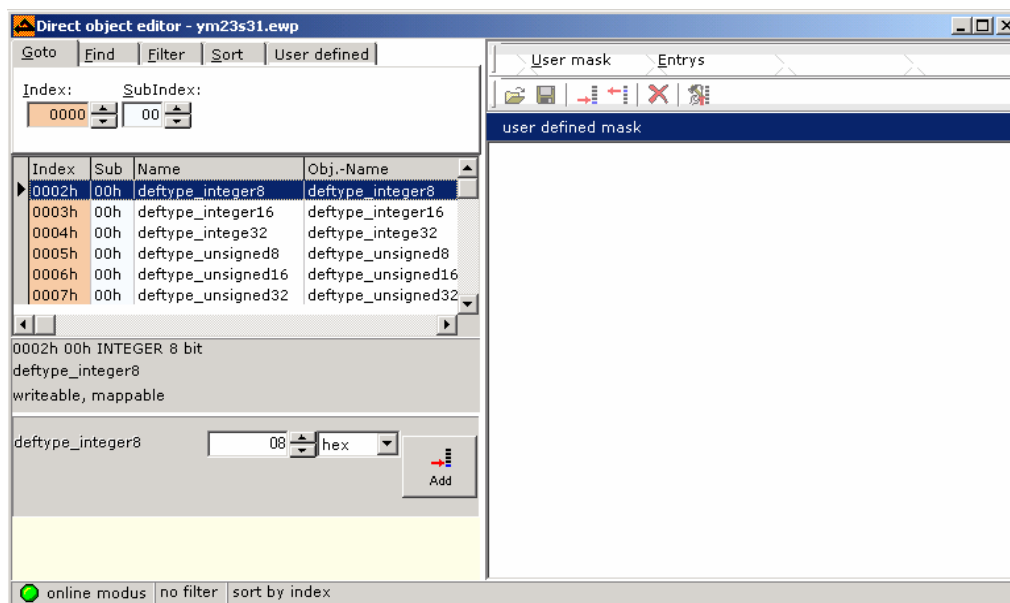 Direct object editor - ym23s31.ewp
Goto Find Filter Sort User defined
Index: SubIndex:
0000 00
Index Sub Name Obj.-Name
0002h 00h deftype_integer8 deftype_integer8
0003h 00h deftype_integer16 deftype_integer16
0004h 00h deftype_intege32 deftype_intege32
0005h 00h deftype_unsigned8 deftype_unsigned8
0006h 00h deftype_unsigned16 deftype_unsigned16
0007h 00h deftype_unsigned32 deftype_unsigned32
0002h 00h INTEGER 8 bit
deftype_integer8
writeable, mappable
deftype_integer8 08 hex
Add
User mask Entrys
user defined mask
online modus no filter sort by index